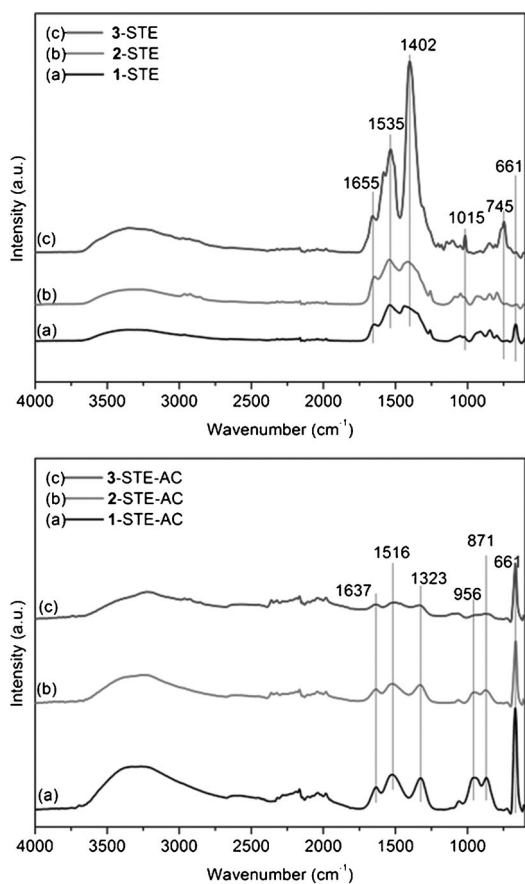 (c) 3-STE
(b) 2-STE
(a) 1-STE
1402
1535
1655
661
745
1015
(c)
(b)
(a)
Intensity (a.u.)
4000 3500 3000 2500 2000 1500 1000
Wavenumber (cm⁻¹)
(c) 3-STE-AC
(b) 2-STE-AC
(a) 1-STE-AC
871
1516
661
1637
1323
956
(c)
(b)
(a)
Intensity (a.u.)
4000 3500 3000 2500 2000 1500 1000
Wavenumber (cm⁻¹)